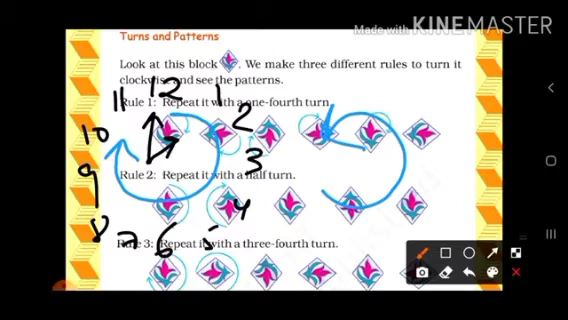 Made with KINEMASTER
Turns and Patterns
Look at this block . We make three different rules to turn it
clockwise and see the patterns.
Rule 1: Repeat it with a one-fourth turn.
Rule 2: Repeat it with a half turn.
Rule 3: Repeat it with a three-fourth turn.
12
11
1
10
2
9
3
8
4
7
6
5